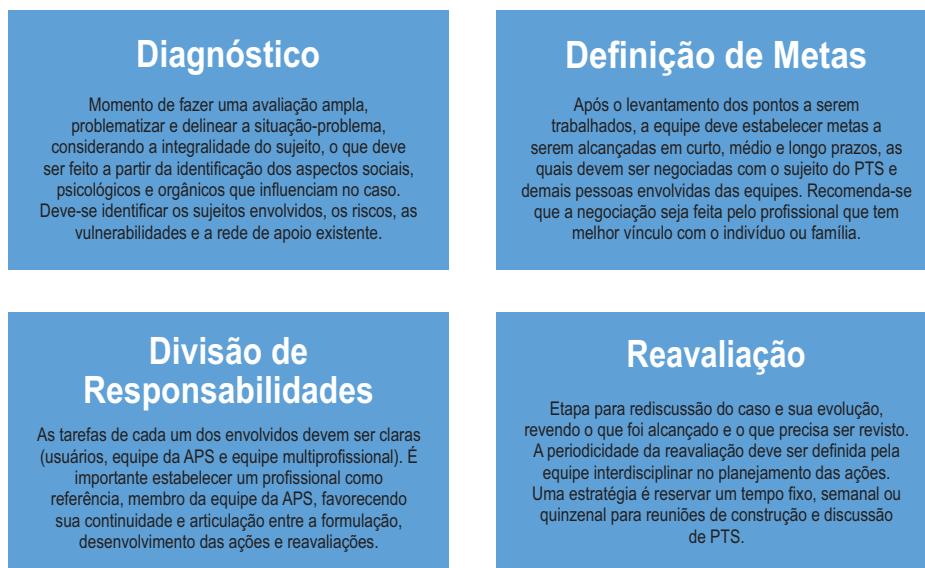 Diagnóstico
Momento de fazer uma avaliação ampla,
problematizar e delinear a situação-problema,
considerando a integralidade do sujeito, o que deve
ser feito a partir da identificação dos aspectos sociais,
psicológicos e orgânicos que influenciam no caso.
Deve-se identificar os sujeitos envolvidos, os riscos, as
vulnerabilidades e a rede de apoio existente.
Definição de Metas
Após o levantamento dos pontos a serem
trabalhados, a equipe deve estabelecer metas a
serem alcançadas em curto, médio e longo prazos, as
quais devem ser negociadas com o sujeito do PTS e
demais pessoas envolvidas das equipes. Recomenda-se
que a negociação seja feita pelo profissional que tem
melhor vínculo com o indivíduo ou família.
Divisão de
Responsabilidades
As tarefas de cada um dos envolvidos devem ser claras
(usuários, equipe da APS e equipe multiprofissional). É
importante estabelecer um profissional como
referência, membro da equipe da APS, favorecendo
sua continuidade e articulação entre a formulação,
desenvolvimento das ações e reavaliações.
Reavaliação
Etapa para rediscussão do caso e sua evolução,
revendo o que foi alcançado e o que precisa ser revisto.
A periodicidade da reavaliação deve ser definida pela
equipe interdisciplinar no planejamento das ações.
Uma estratégia é reservar um tempo fixo, semanal ou
quinzenal para reuniões de construção e discussão
de PTS.